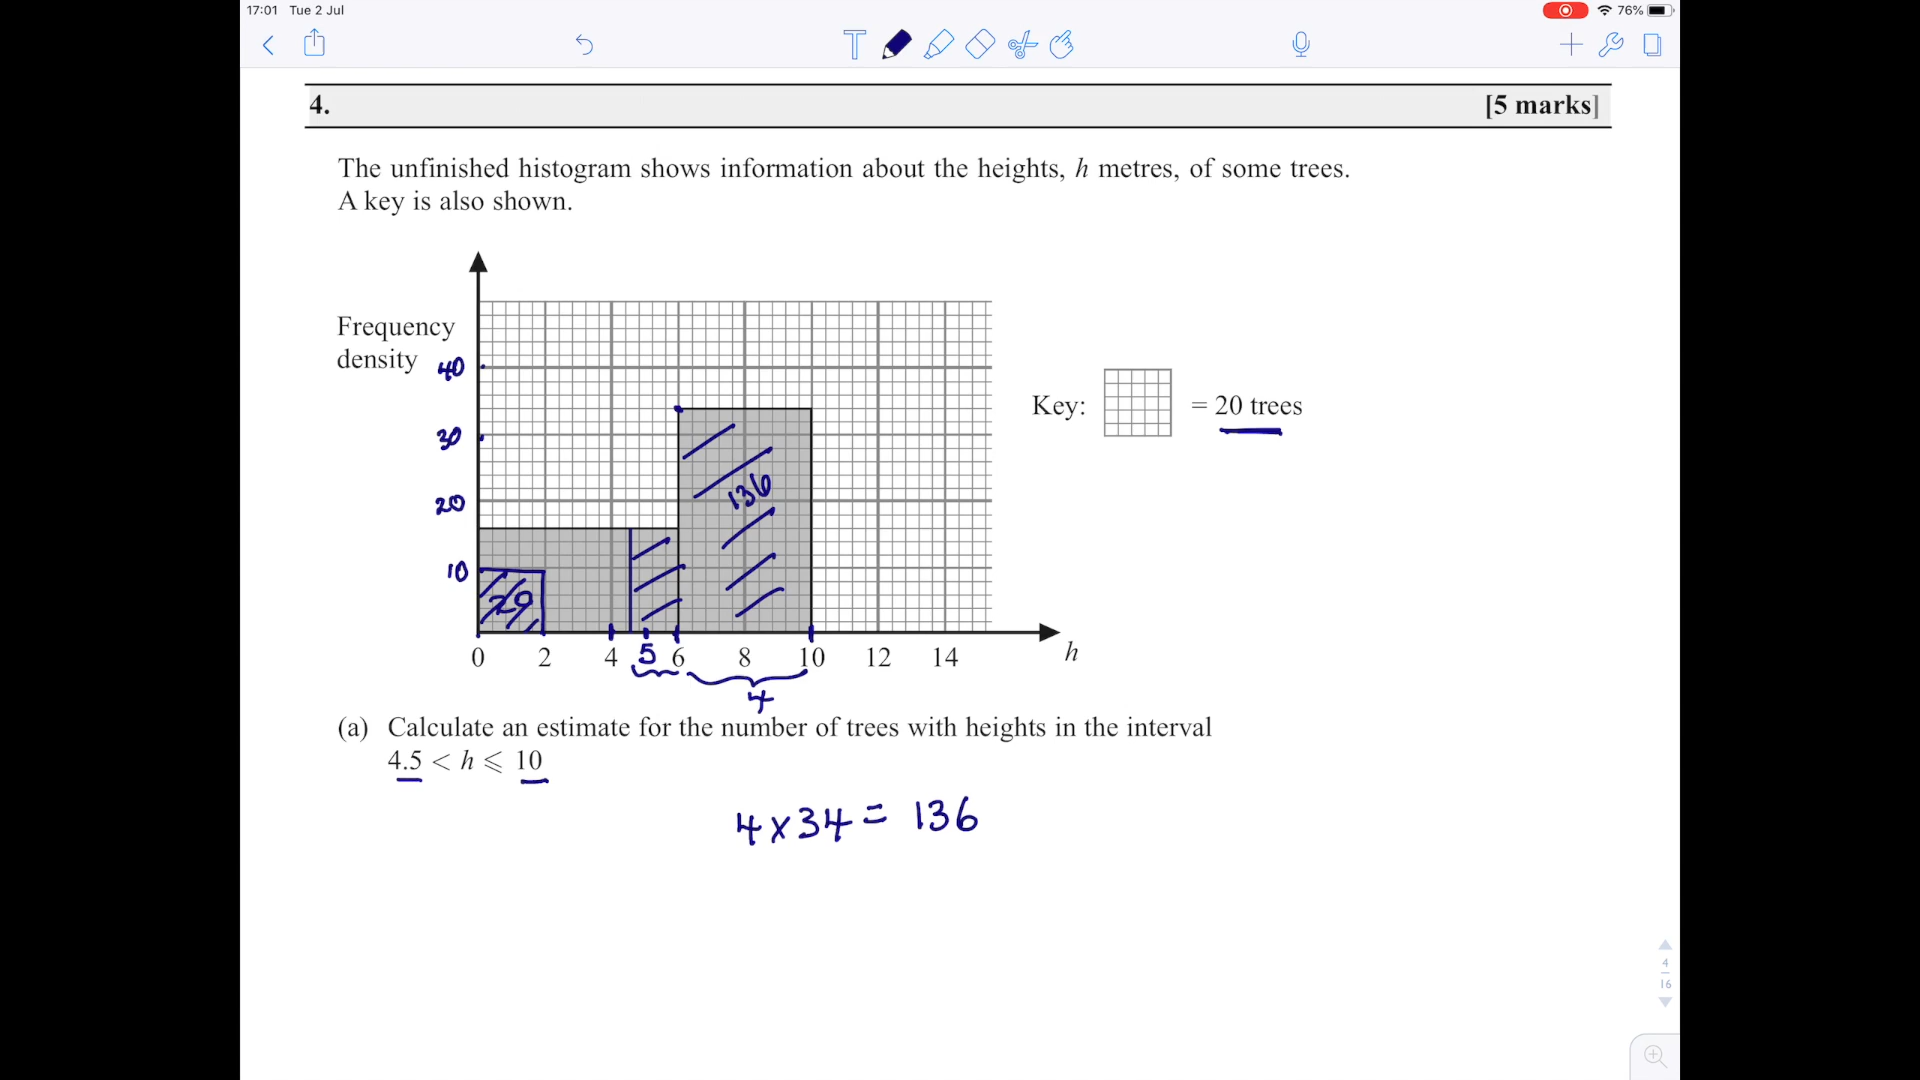 17:01 Tue 2 Jul
76%
4. [5 marks]
The unfinished histogram shows information about the heights, h metres, of some trees.
A key is also shown.
Frequency
density
40
30
20
10
20
136
Key: = 20 trees
0 2 4 5 6 8 10 12 14 h
4
(a) Calculate an estimate for the number of trees with heights in the interval
4.5 < h ⩽ 10
4 x 34 = 136
4
16